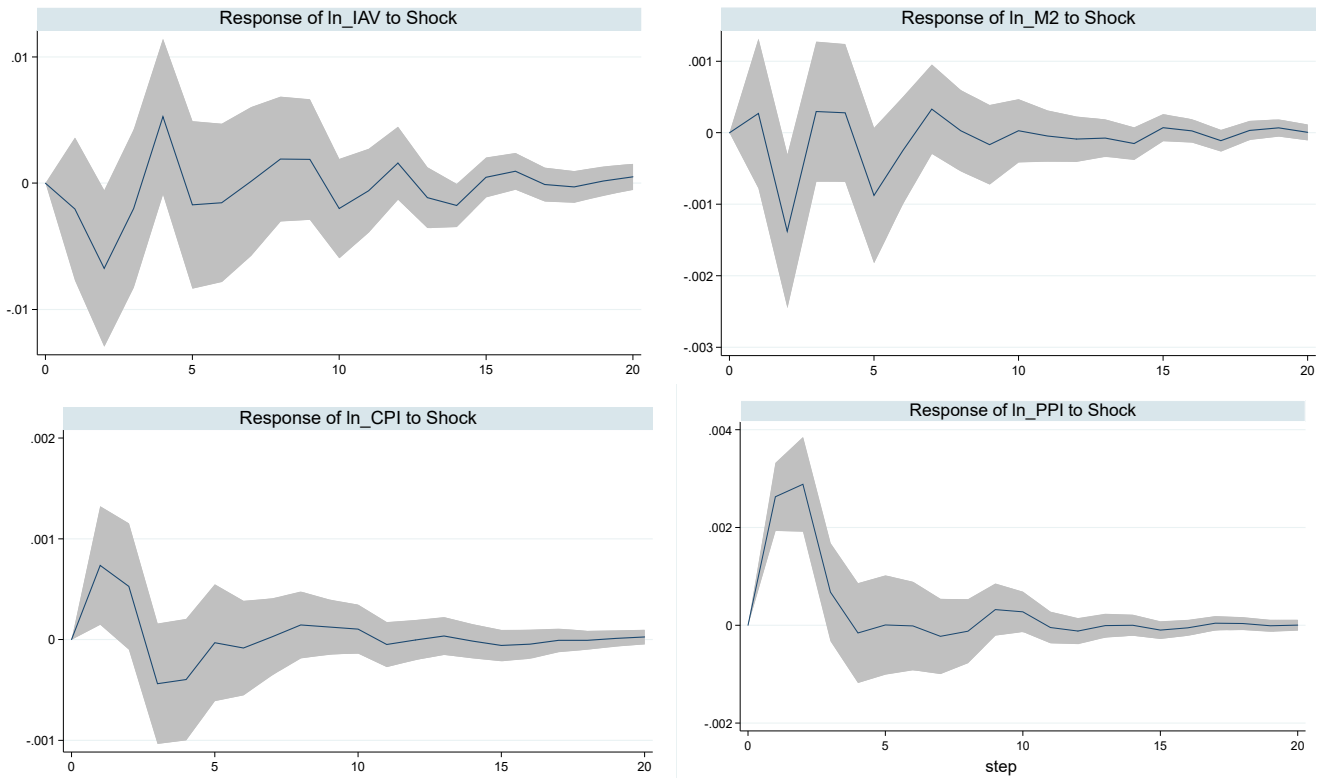 Response of ln_IAV to Shock
.01
0
-.01
0 5 10 15 20
Response of ln_M2 to Shock
.001
0
-.001
-.002
-.003
0 5 10 15 20
Response of ln_CPI to Shock
.002
.001
0
-.001
0 5 10 15 20
Response of ln_PPI to Shock
.004
.002
0
-.002
0 5 10 15 20
step